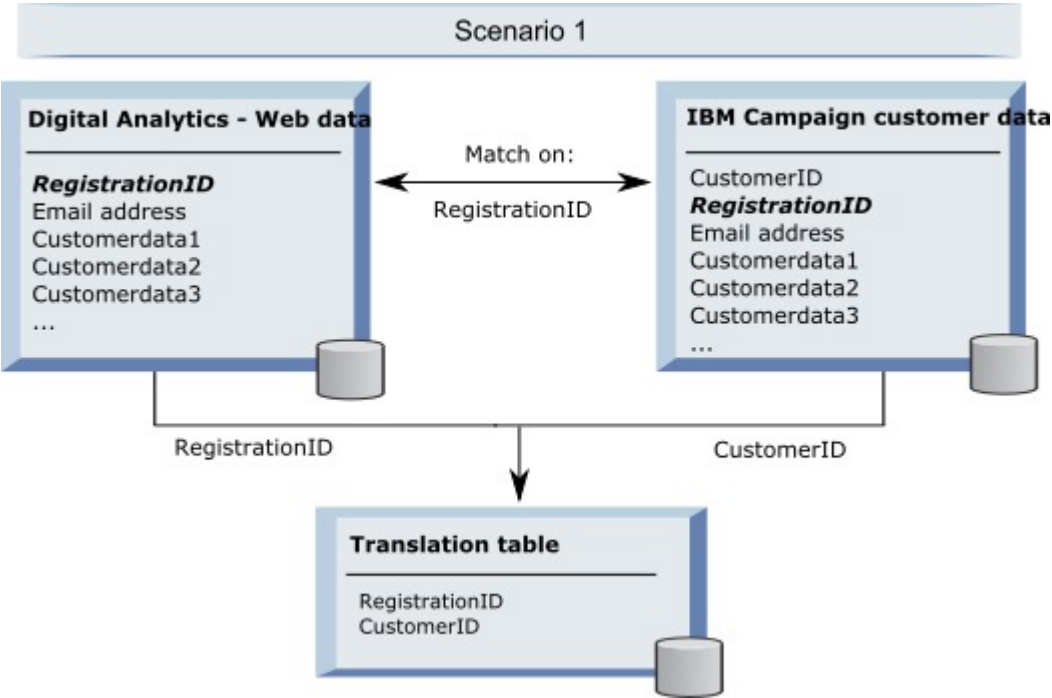 Scenario 1
Digital Analytics - Web data
RegistrationID
Email address
Customerdata1
Customerdata2
Customerdata3
...
Match on:
RegistrationID
IBM Campaign customer data
CustomerID
RegistrationID
Email address
Customerdata1
Customerdata2
Customerdata3
...
RegistrationID
CustomerID
Translation table
RegistrationID
CustomerID